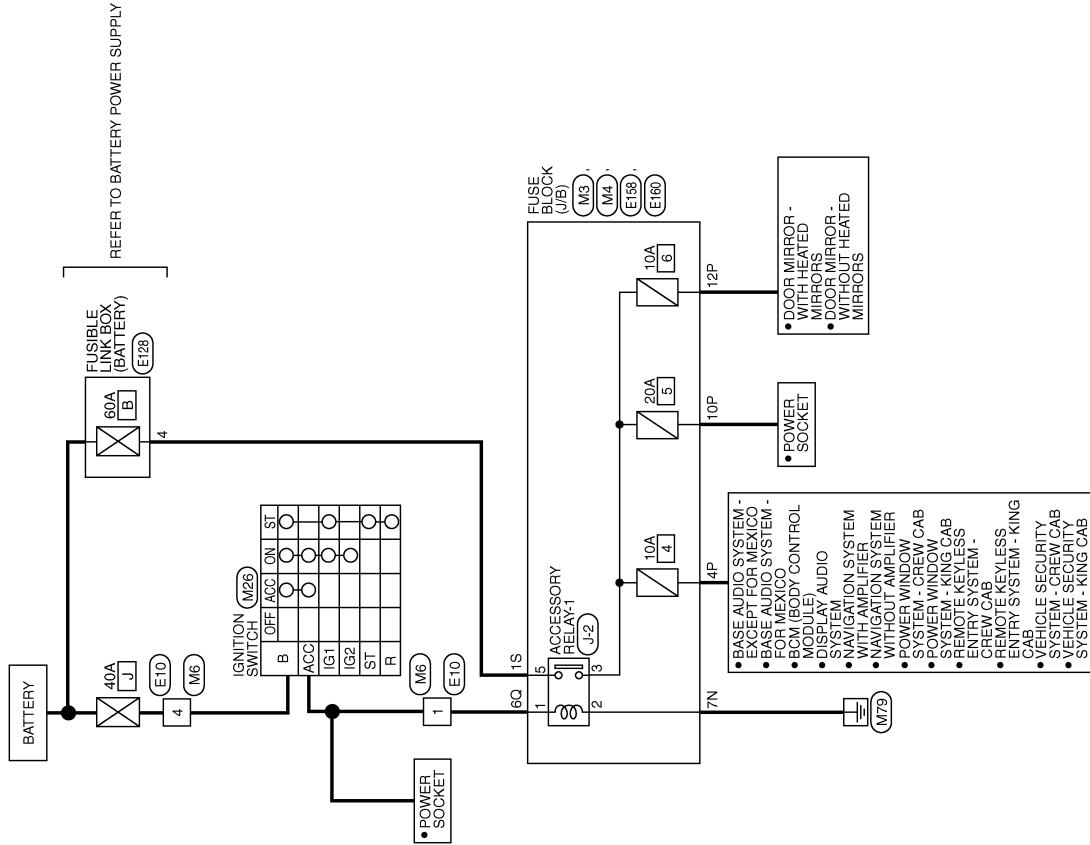 REFER TO BATTERY POWER SUPPLY
BATTERY
40A
J
E10
4
M6
FUSIBLE
LINK BOX
(BATTERY)
E128
60A
B
4
IGNITION
SWITCH
M26
OFF
ACC
ON
ST
B
ACC
IG1
IG2
ST
R
M6
1
E10
● POWER
SOCKET
6Q
1S
FUSE
BLOCK
(J/B)
M3 ,
M4 ,
E158 ,
E160
1
5
2
3
ACCESSORY
RELAY-1
J-2
10A
4
20A
5
10A
6
7N
4P
10P
12P
M79
● BASE AUDIO SYSTEM -
EXCEPT FOR MEXICO
● BASE AUDIO SYSTEM -
FOR MEXICO
● BCM (BODY CONTROL
MODULE)
● DISPLAY AUDIO
SYSTEM
● NAVIGATION SYSTEM
WITH AMPLIFIER
● NAVIGATION SYSTEM
WITHOUT AMPLIFIER
● POWER WINDOW
SYSTEM - CREW CAB
● POWER WINDOW
SYSTEM - KING CAB
● REMOTE KEYLESS
ENTRY SYSTEM -
CREW CAB
● REMOTE KEYLESS
ENTRY SYSTEM - KING
CAB
● VEHICLE SECURITY
SYSTEM - CREW CAB
● VEHICLE SECURITY
SYSTEM - KING CAB
● POWER
SOCKET
● DOOR MIRROR -
WITH HEATED
MIRRORS
● DOOR MIRROR -
WITHOUT HEATED
MIRRORS